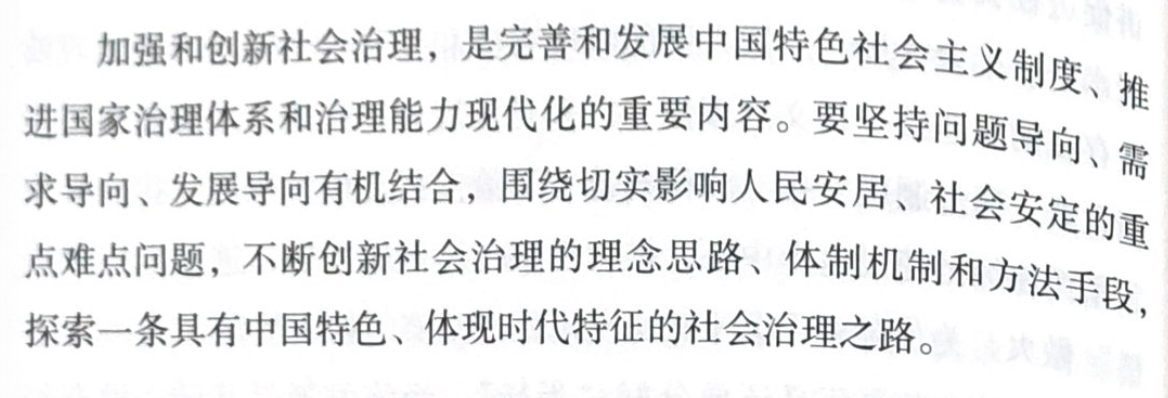 加强和创新社会治理，是完善和发展中国特色社会主义制度、推
进国家治理体系和治理能力现代化的重要内容。要坚持问题导向、需
求导向、发展导向有机结合，围绕切实影响人民安居、社会安定的重
点难点问题，不断创新社会治理的理念思路、体制机制和方法手段，
探索一条具有中国特色、体现时代特征的社会治理之路。